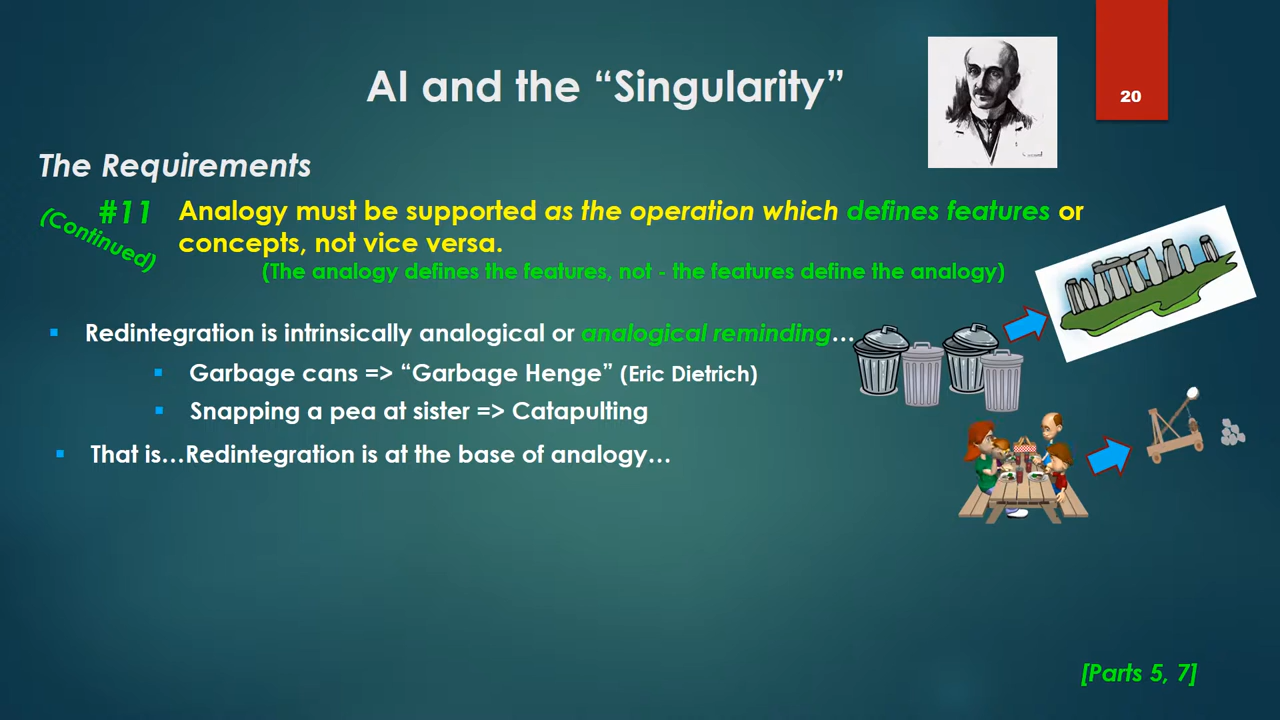 AI and the “Singularity”
20
The Requirements
#11 Analogy must be supported as the operation which defines features or
(Continued)
concepts, not vice versa.
(The analogy defines the features, not - the features define the analogy)
▪ Redintegration is intrinsically analogical or analogical reminding…
▪ Garbage cans => “Garbage Henge” (Eric Dietrich)
▪ Snapping a pea at sister => Catapulting
▪ That is…Redintegration is at the base of analogy…
[Parts 5, 7]